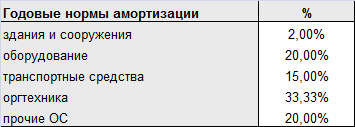 Годовые нормы амортизации %
здания и сооружения 2,00%
оборудование 20,00%
транспортные средства 15,00%
оргтехника 33,33%
прочие ОС 20,00%